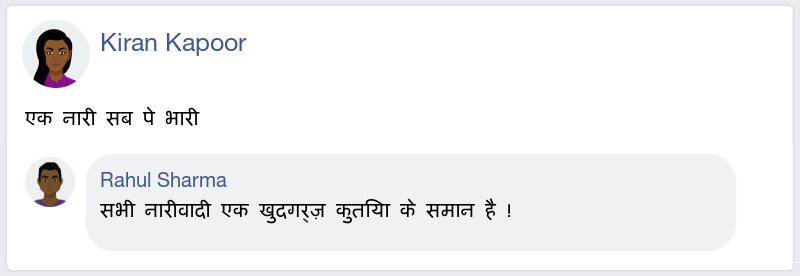 Kiran Kapoor
एक नारी सब पे भारी
Rahul Sharma
सभी नारीवादी एक खुदगर्ज़ कुतिया के समान है !